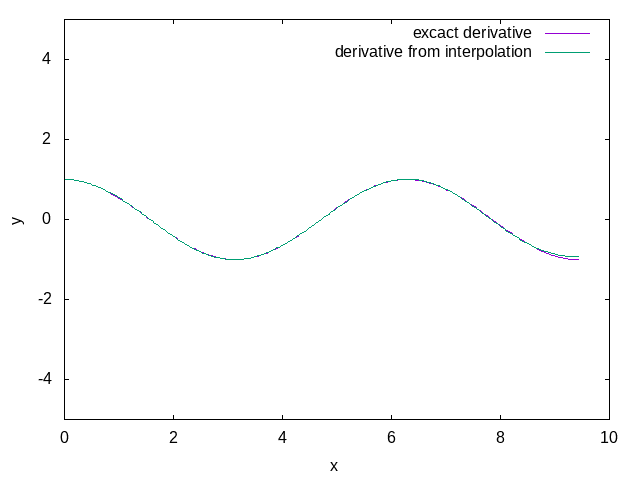 excact derivative
derivative from interpolation
4
2
0
-2
-4
y
0 2 4 6 8 10
x